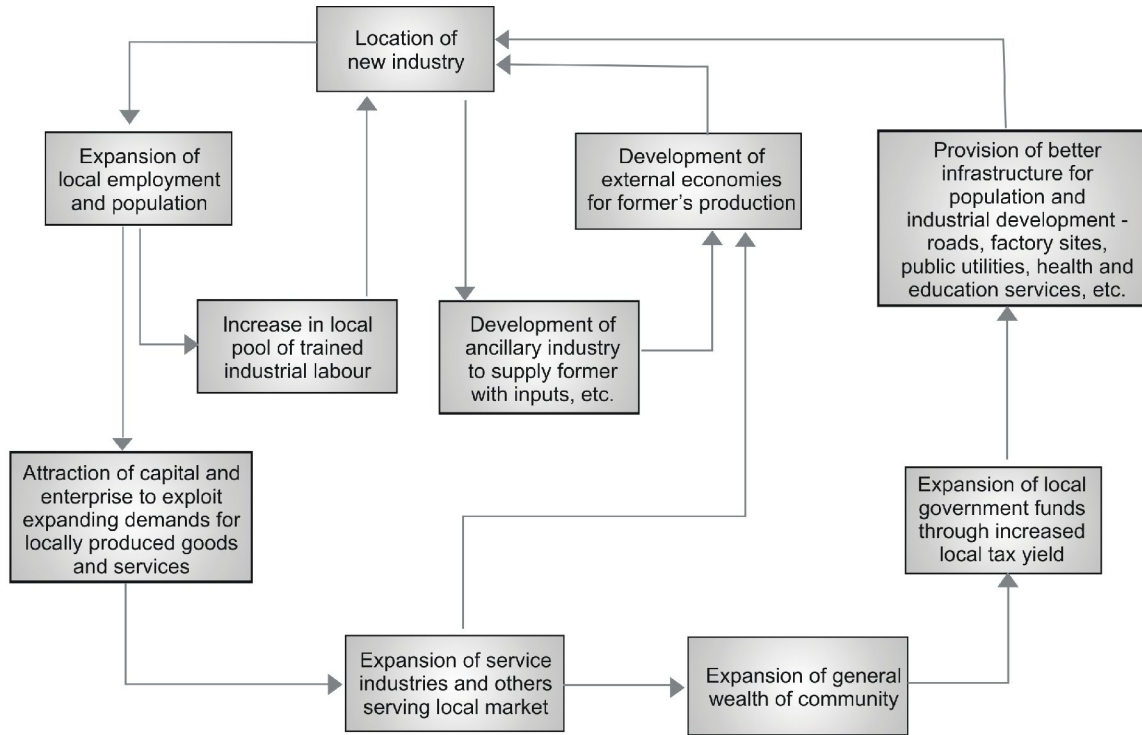 Location of
new industry
Expansion of
local employment
and population
Development of
external economies
for former's production
Provision of better
infrastructure for
population and
industrial development -
roads, factory sites,
public utilities, health and
education services, etc.
Increase in local
pool of trained
industrial labour
Development of
ancillary industry
to supply former
with inputs, etc.
Attraction of capital and
enterprise to exploit
expanding demands for
locally produced goods
and services
Expansion of local
government funds
through increased
local tax yield
Expansion of service
industries and others
serving local market
Expansion of general
wealth of community